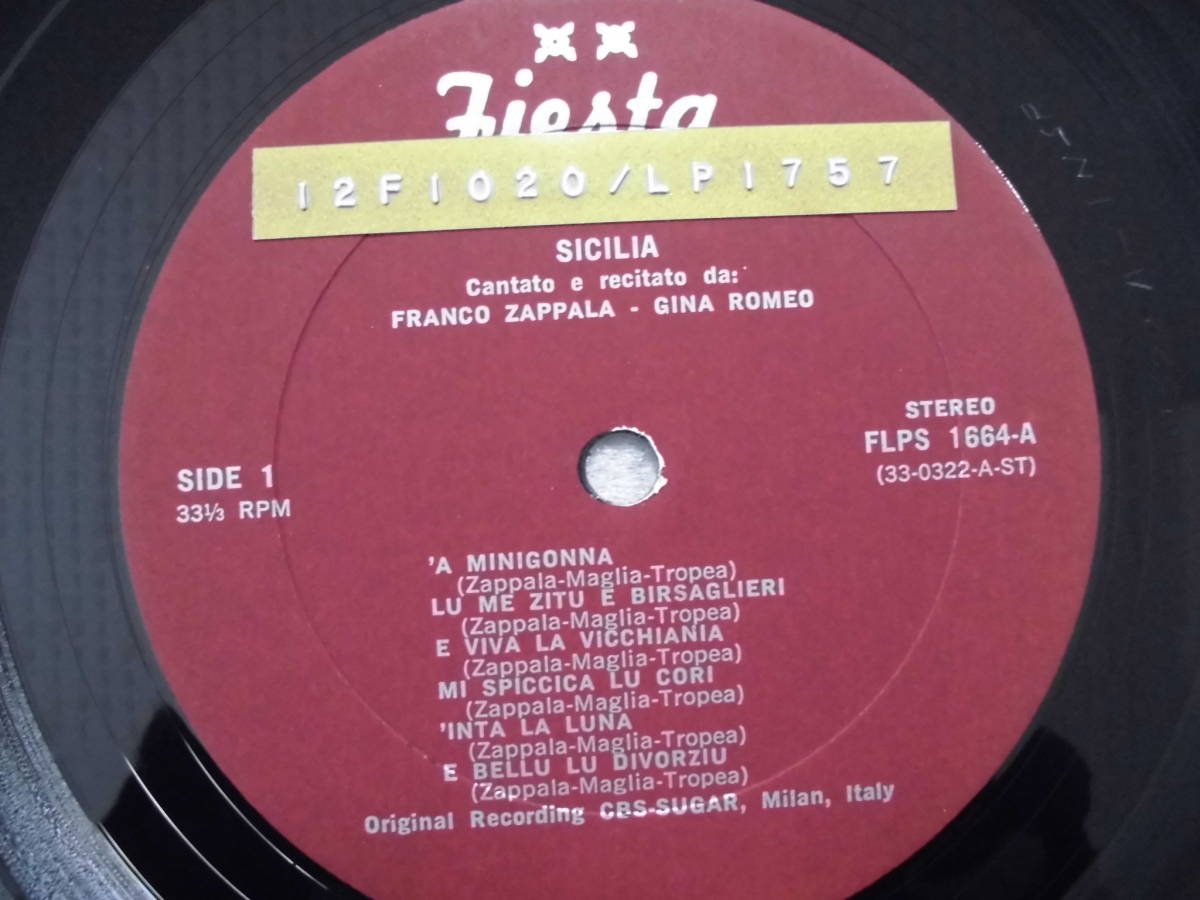 Fiesta
12F1020/LP1757
SICILIA
Cantato e recitato da:
FRANCO ZAPPALA - GINA ROMEO
STEREO
FLPS 1664-A
(33-0322-A-ST)
SIDE 1
33⅓ RPM
'A MINIGONNA
(Zappala-Maglia-Tropea)
LU ME ZITU E BIRSAGLIERI
(Zappala-Maglia-Tropea)
E VIVA LA VICCHIANIA
(Zappala-Maglia-Tropea)
MI SPICCICA LU CORI
(Zappala-Maglia-Tropea)
'INTA LA LUNA
(Zappala-Maglia-Tropea)
E BELLU LU DIVORZIU
(Zappala-Maglia-Tropea)
Original Recording CBS-SUGAR, Milan, Italy